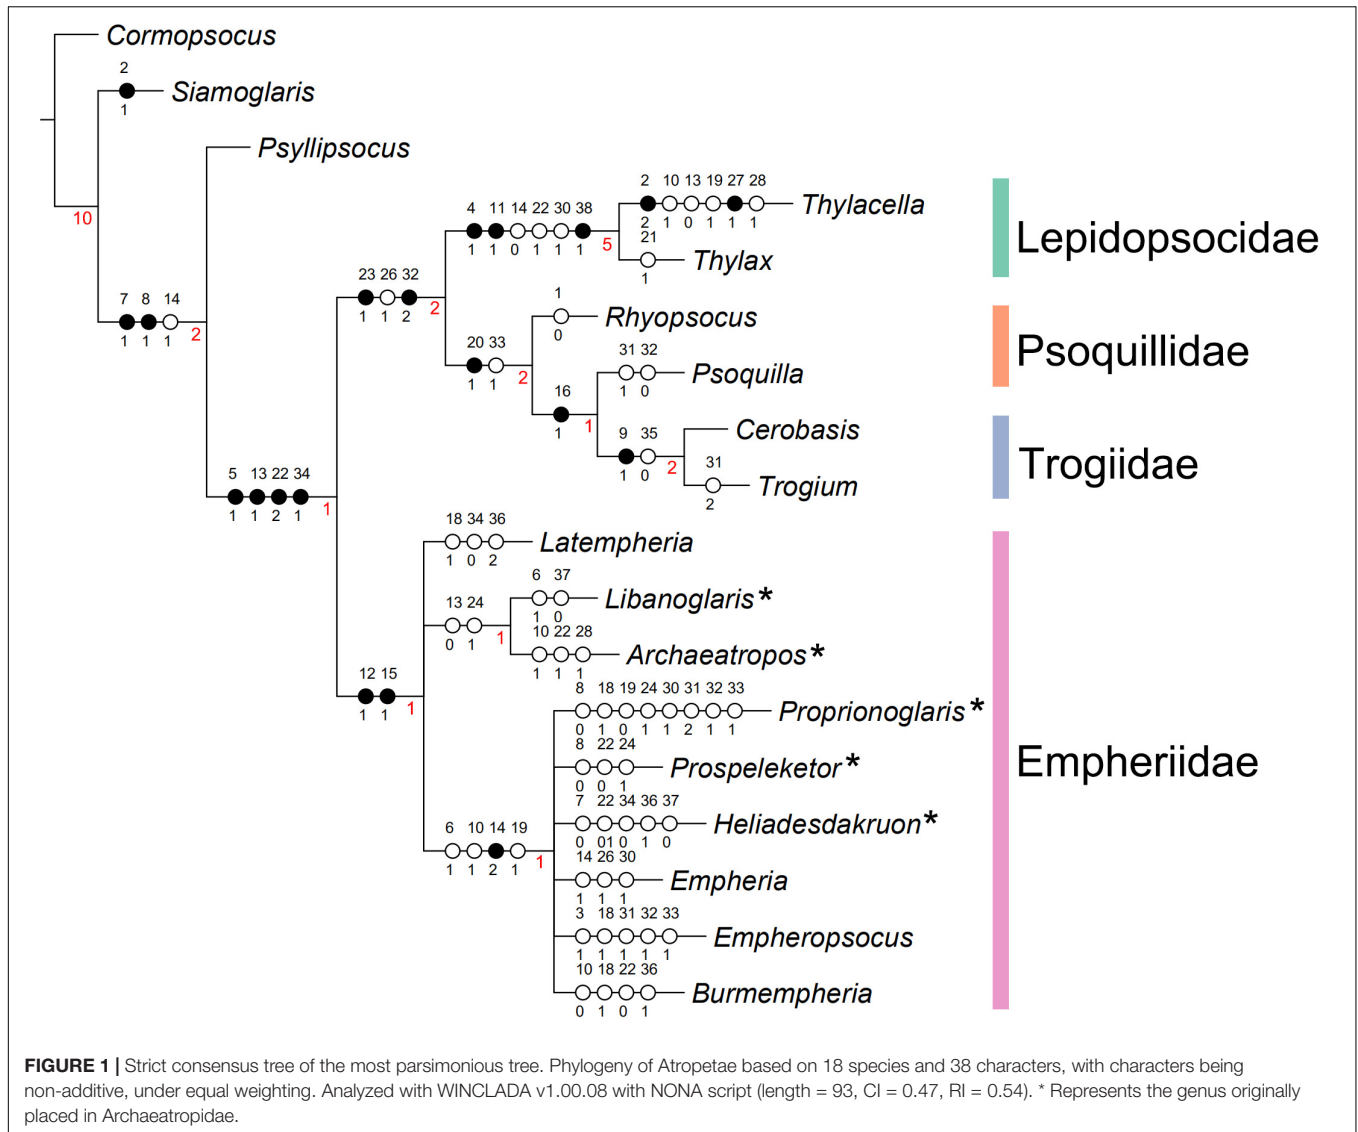 Cormopsocus
2
1
Siamoglaris
Psyllipsocus
10
7 8 14
1 1 1
2
2 10 13 19 27 28
2 1 0 1 1 1
Thylacella
4 11 14 22 30 38
1 1 0 1 1 1
5
21
1
Thylax
Lepidopsocidae
23 26 32
1 1 2
2
1
0
Rhyopsocus
20 33
1 1
2
31 32
1 0
Psoquilla
Psoquillidae
16
1
1
Cerobasis
9 35
1 0
2
31
2
Trogium
Trogiidae
5 13 22 34
1 1 2 1
1
18 34 36
1 0 2
Latempheria
6 37
1 0
Libanoglaris*
13 24
0 1
1
10 22 28
1 1 1
Archaeatropos*
12 15
1 1
1
8 18 19 24 30 31 32 33
0 1 0 1 1 2 1 1
Proprionoglaris*
8 22 24
0 0 1
Prospeleketor*
Empheriidae
7 22 34 36 37
0 01 0 1 0
Heliadesdakruon*
6 10 14 19
1 1 2 1
1
14 26 30
1 1 1
Empheria
3 18 31 32 33
1 1 1 1 1
Empheropsocus
10 18 22 36
0 1 0 1
Burmempheria
FIGURE 1 | Strict consensus tree of the most parsimonious tree. Phylogeny of Atropetae based on 18 species and 38 characters, with characters being
non-additive, under equal weighting. Analyzed with WINCLADA v1.00.08 with NONA script (length = 93, CI = 0.47, RI = 0.54). * Represents the genus originally
placed in Archaeatropidae.